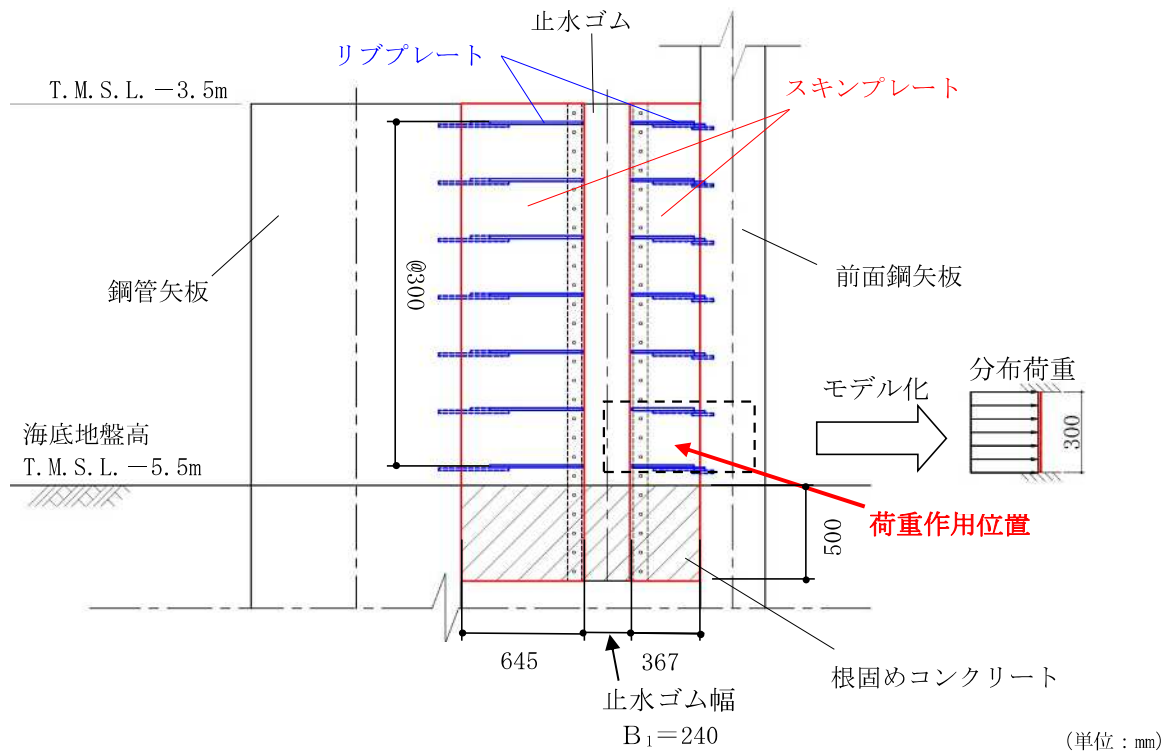 止水ゴム
リブプレート
T.M.S.L.－3.5m
スキンプレート
@300
鋼管矢板
前面鋼矢板
分布荷重
モデル化
300
海底地盤高
T.M.S.L.－5.5m
荷重作用位置
500
645
367
根固めコンクリート
止水ゴム幅
B₁＝240
(単位：mm)